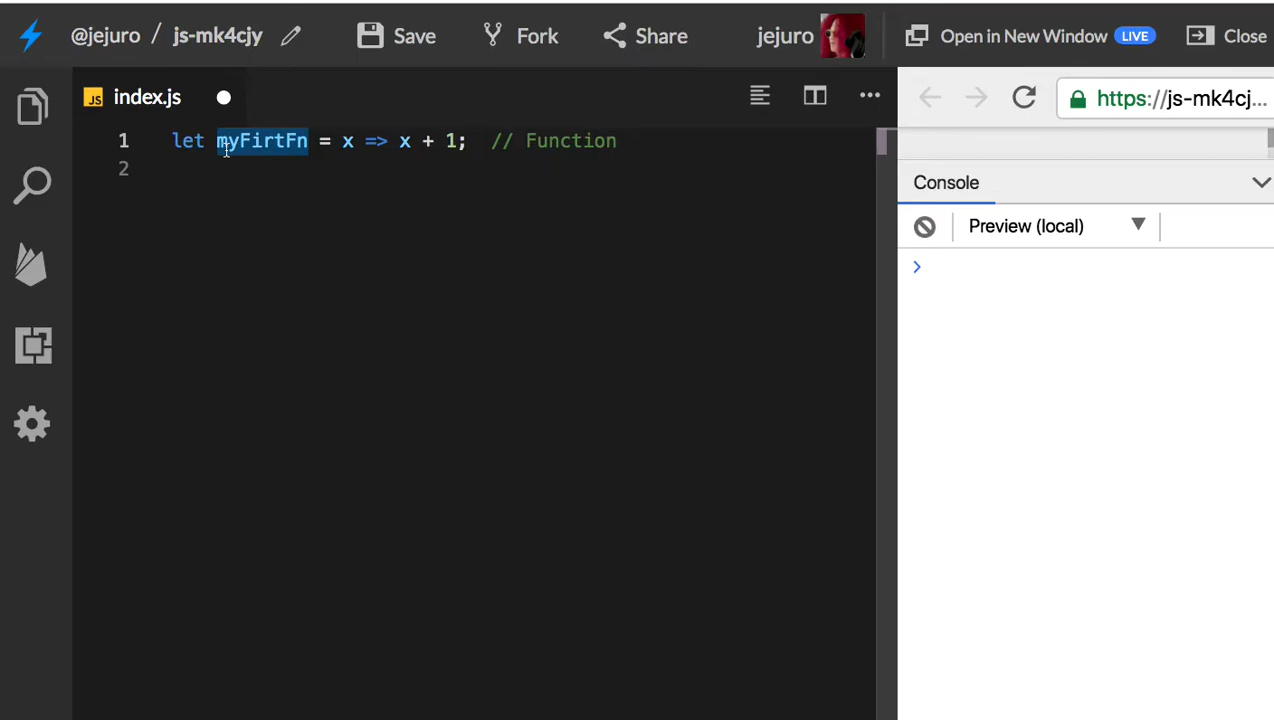 @jejuro / js-mk4cjy Save Fork Share jejuro Open in New Window LIVE Close
JS index.js ••• https://js-mk4cj...
1 let myFirtFn = x => x + 1; // Function
2
Console
Preview (local)
>